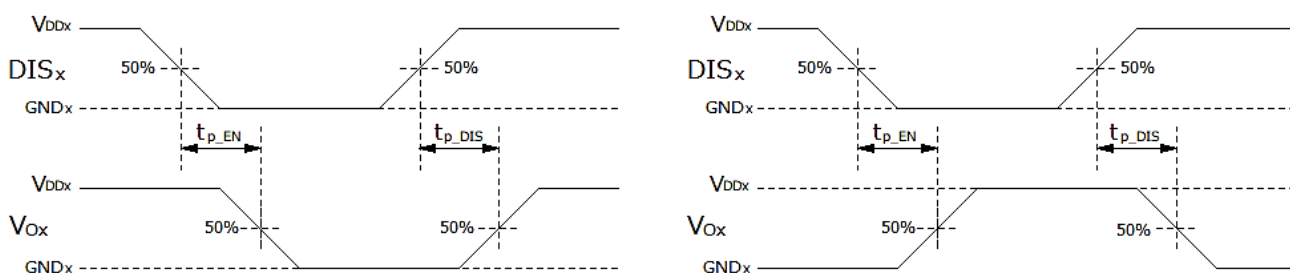 VDDx
DISx
50%
50%
GNDx
tp_EN
tp_DIS
VDDx
VOx
50%
50%
GNDx
VDDx
DISx
50%
50%
GNDx
tp_EN
tp_DIS
VDDx
VOx
50%
50%
GNDx